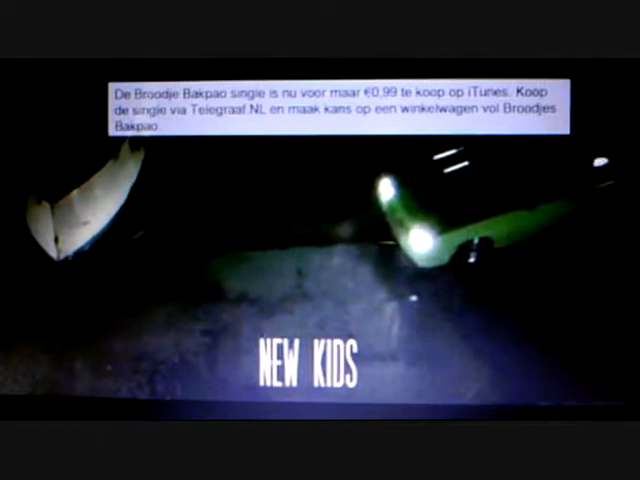 De Broodje Bakpao single is nu voor maar €0,99 te koop op iTunes. Koop
de single via Telegraaf.NL en maak kans op een winkelwagen vol Broodjes
Bakpao.
NEW KIDS